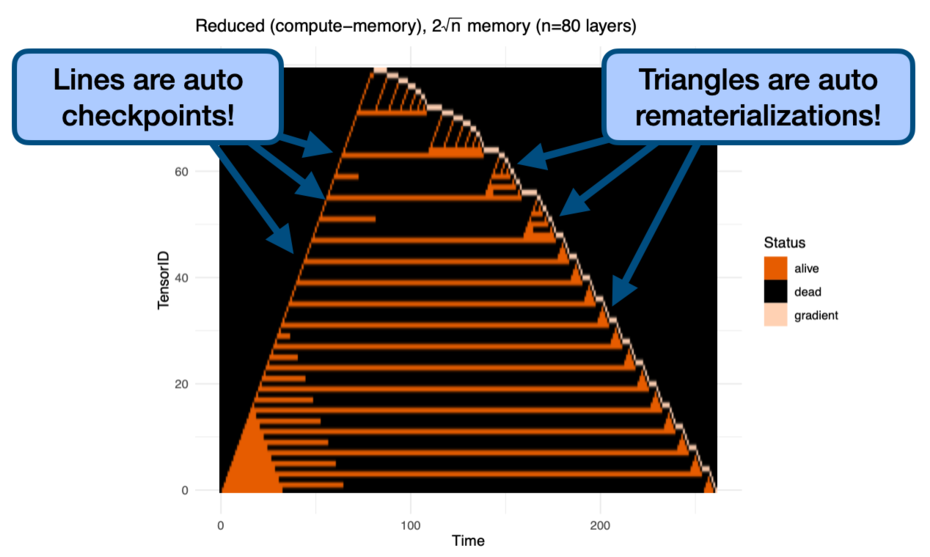 Reduced (compute−memory), 2√n memory (n=80 layers)
Lines are auto
checkpoints!
Triangles are auto
rematerializations!
60
40
20
0
TensorID
0
100
200
Time
Status
alive
dead
gradient